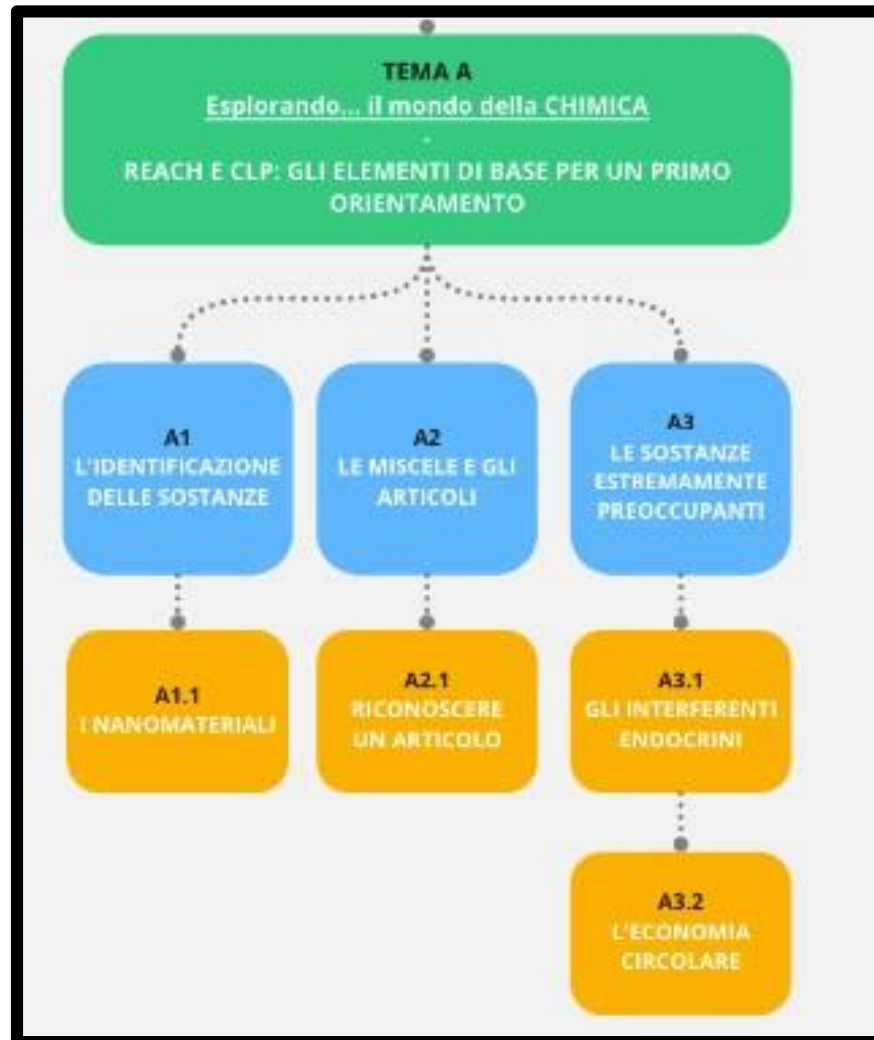 TEMA A
Esplorando... il mondo della CHIMICA
-
REACH E CLP: GLI ELEMENTI DI BASE PER UN PRIMO
ORIENTAMENTO
A1
L'IDENTIFICAZIONE
DELLE SOSTANZE
A2
LE MISCELE E GLI
ARTICOLI
A3
LE SOSTANZE
ESTREMAMENTE
PREOCCUPANTI
A1.1
I NANOMATERIALI
A2.1
RICONOSCERE
UN ARTICOLO
A3.1
GLI INTERFERENTI
ENDOCRINI
A3.2
L'ECONOMIA
CIRCOLARE